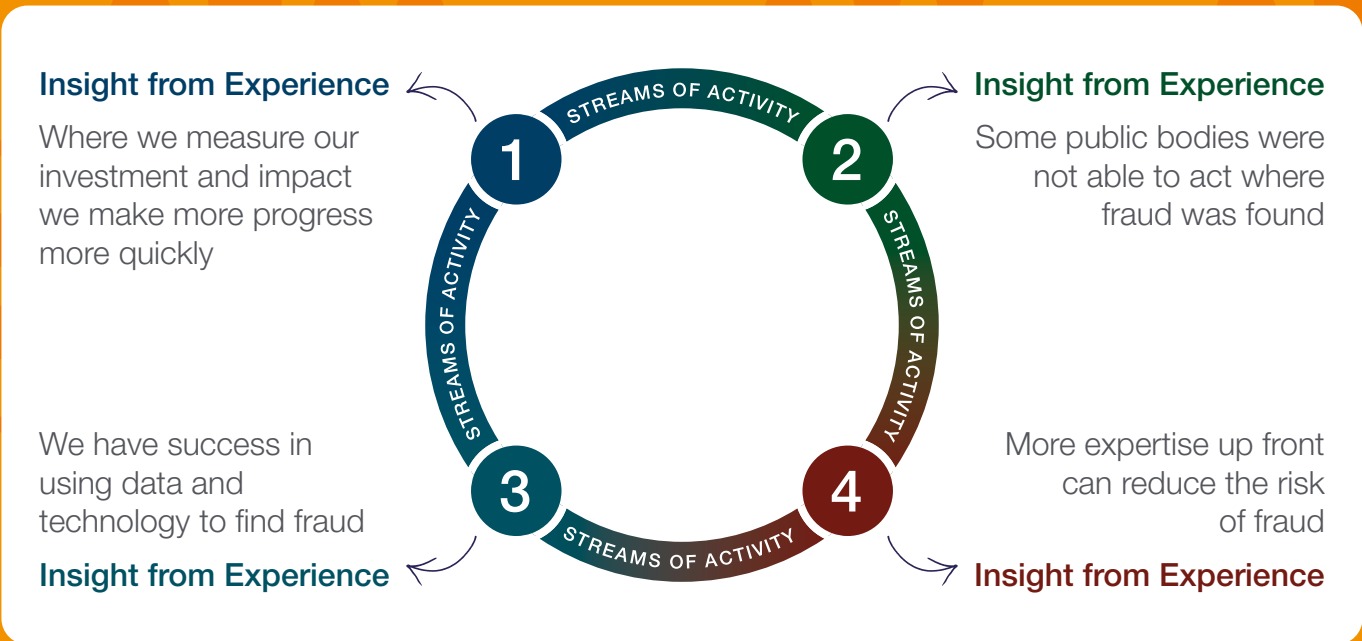 Insight from Experience
Where we measure our
investment and impact
we make more progress
more quickly
1
STREAMS OF ACTIVITY
2
Insight from Experience
Some public bodies were
not able to act where
fraud was found
STREAMS OF ACTIVITY
STREAMS OF ACTIVITY
We have success in
using data and
technology to find fraud
Insight from Experience
3
STREAMS OF ACTIVITY
4
More expertise up front
can reduce the risk
of fraud
Insight from Experience